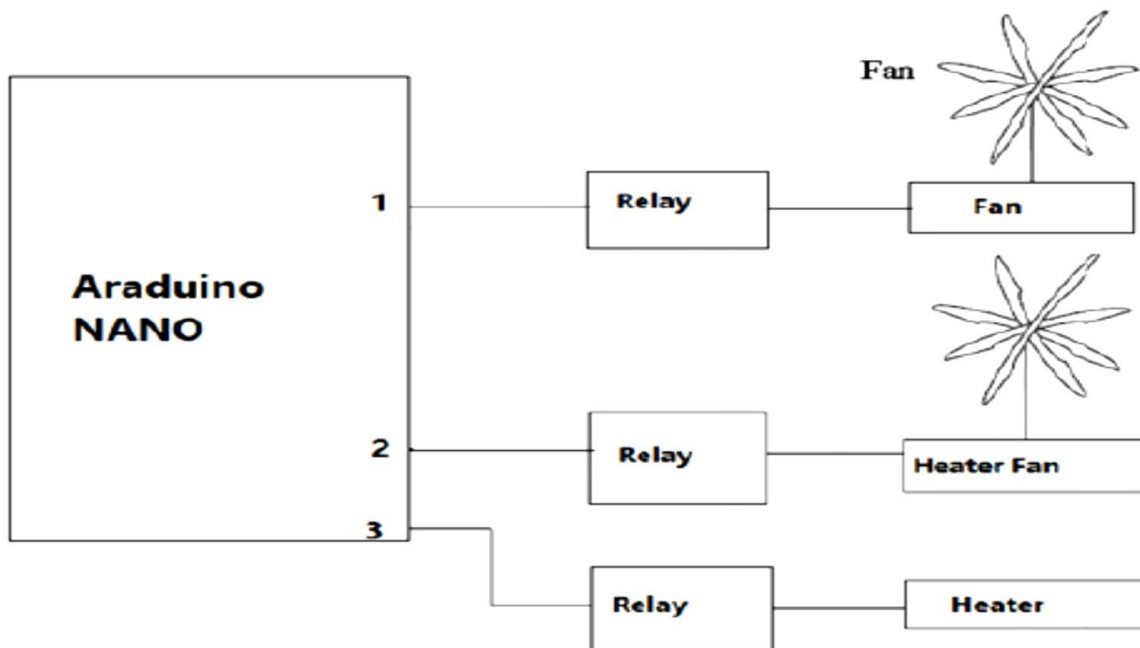 Fan
1
Relay
Fan
Araduino
NANO
2
Relay
Heater Fan
3
Relay
Heater